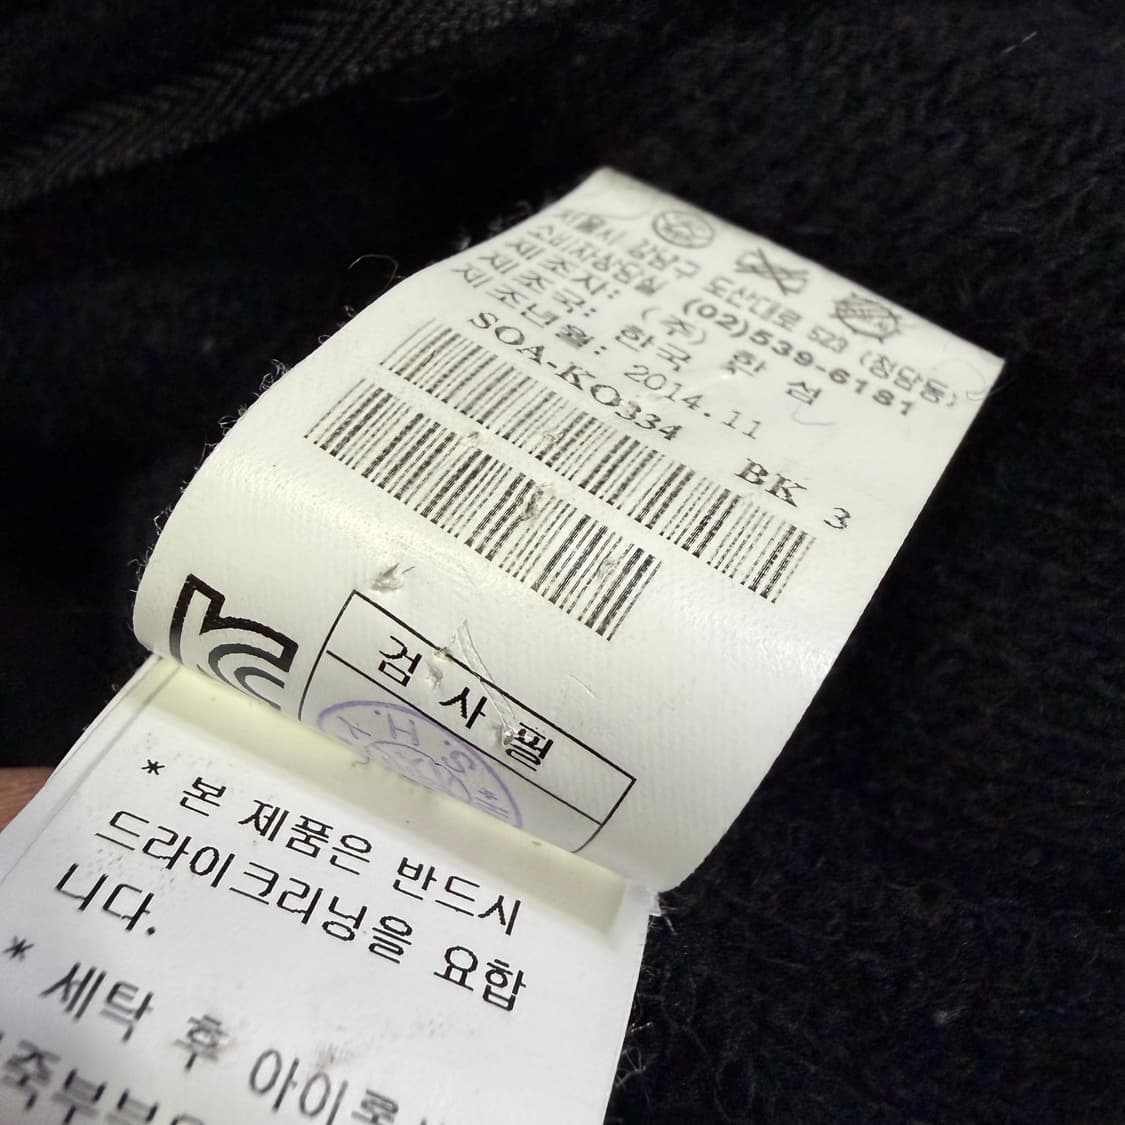 서울시 강남구 도산대로 523 (청담동)
소비자상담실 (02)539-6181
제조자: (주) 한 섬
제조국: 한국
제조년월: 2014.11
SOA-KO334 BK 3
검 사 필
H.S
* 본 제품은 반드시
드라이크리닝을 요합
니다.
* 세탁 후 아이로